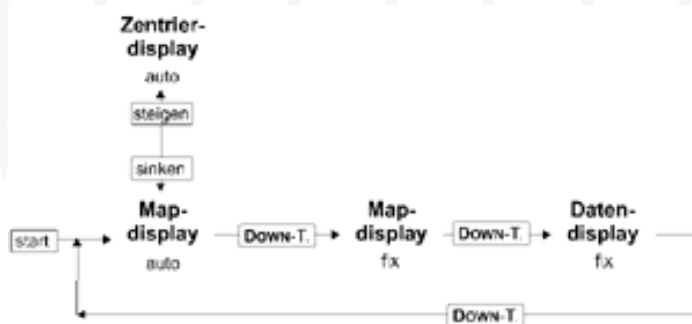 Zentrier-
display
auto
steigen
sinken
Map-
display
auto
start
DOWN-T.
Map-
display
fix
DOWN-T.
Daten-
display
fix
DOWN-T.